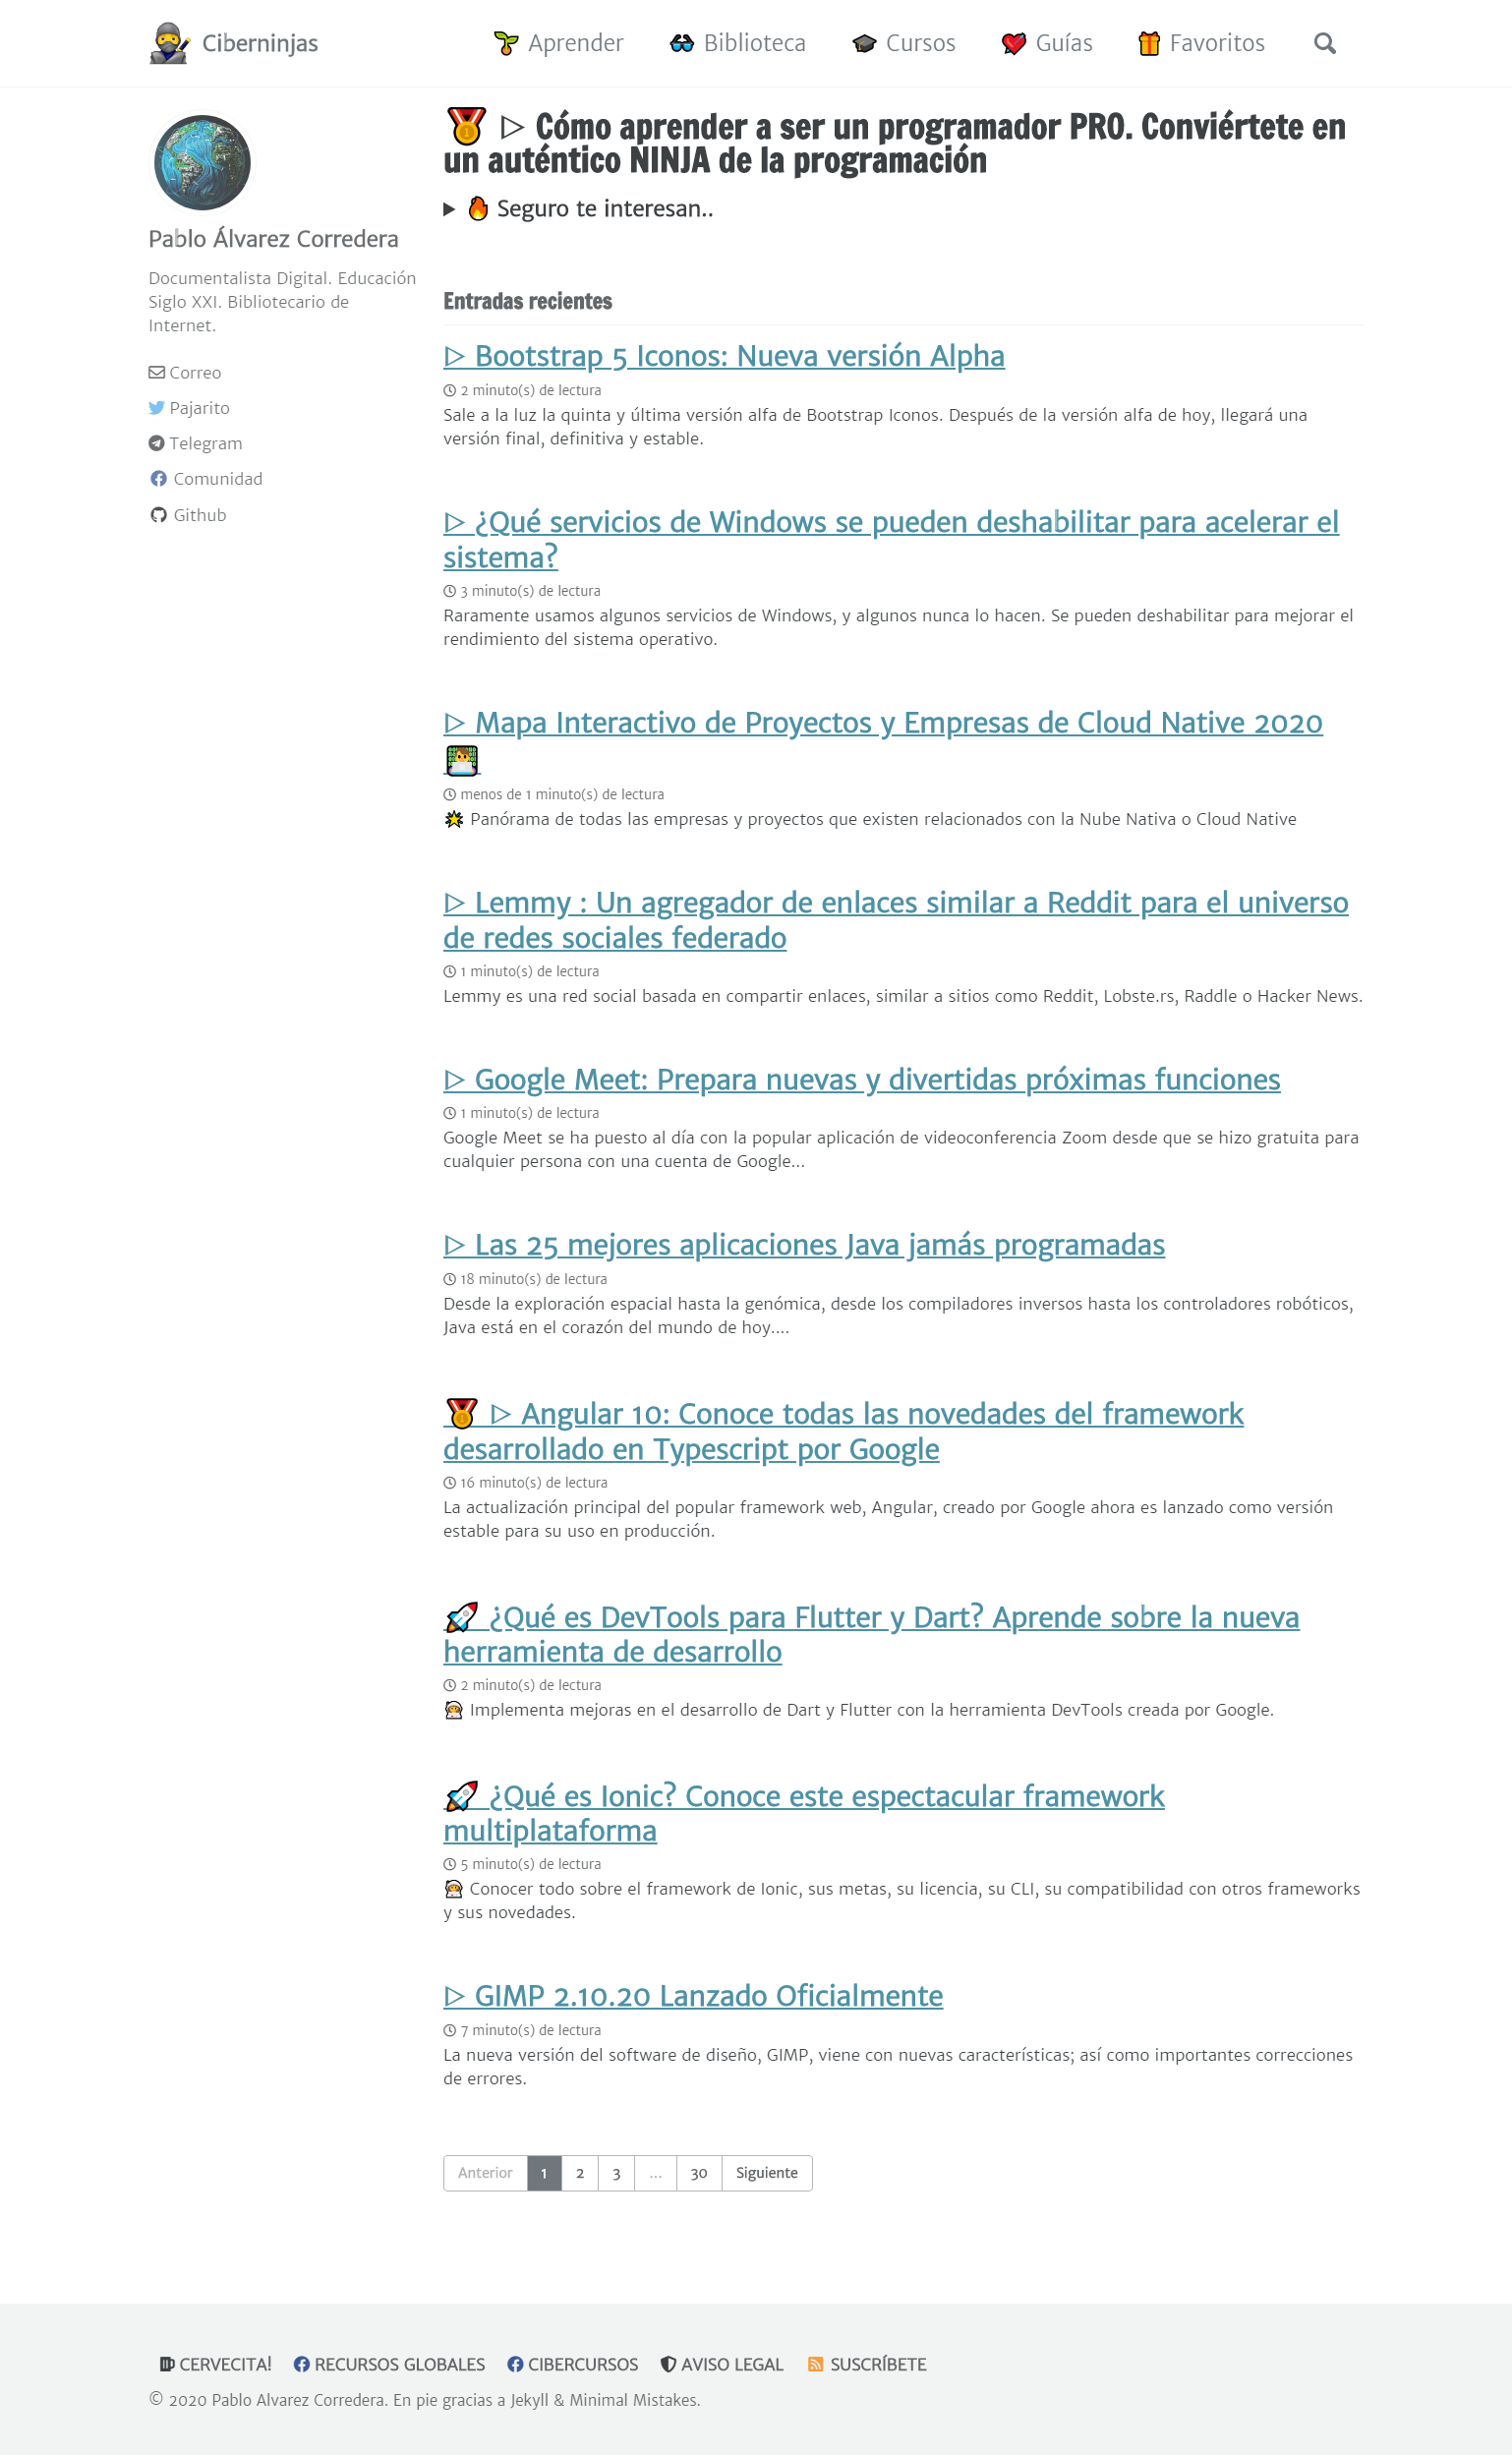 Ciberninjas
Aprender
Biblioteca
Cursos
Guías
Favoritos
Pablo Álvarez Corredera
Documentalista Digital. Educación
Siglo XXI. Bibliotecario de
Internet.
Correo
Pajarito
Telegram
Comunidad
Github
▷ Cómo aprender a ser un programador PRO. Conviértete en
un auténtico NINJA de la programación
Seguro te interesan..
Entradas recientes
▷ Bootstrap 5 Iconos: Nueva versión Alpha
2 minuto(s) de lectura
Sale a la luz la quinta y última versión alfa de Bootstrap Iconos. Después de la versión alfa de hoy, llegará una
versión final, definitiva y estable.
▷ ¿Qué servicios de Windows se pueden deshabilitar para acelerar el
sistema?
3 minuto(s) de lectura
Raramente usamos algunos servicios de Windows, y algunos nunca lo hacen. Se pueden deshabilitar para mejorar el
rendimiento del sistema operativo.
▷ Mapa Interactivo de Proyectos y Empresas de Cloud Native 2020
menos de 1 minuto(s) de lectura
Panórama de todas las empresas y proyectos que existen relacionados con la Nube Nativa o Cloud Native
▷ Lemmy : Un agregador de enlaces similar a Reddit para el universo
de redes sociales federado
1 minuto(s) de lectura
Lemmy es una red social basada en compartir enlaces, similar a sitios como Reddit, Lobste.rs, Raddle o Hacker News.
▷ Google Meet: Prepara nuevas y divertidas próximas funciones
1 minuto(s) de lectura
Google Meet se ha puesto al día con la popular aplicación de videoconferencia Zoom desde que se hizo gratuita para
cualquier persona con una cuenta de Google...
▷ Las 25 mejores aplicaciones Java jamás programadas
18 minuto(s) de lectura
Desde la exploración espacial hasta la genómica, desde los compiladores inversos hasta los controladores robóticos,
Java está en el corazón del mundo de hoy....
▷ Angular 10: Conoce todas las novedades del framework
desarrollado en Typescript por Google
16 minuto(s) de lectura
La actualización principal del popular framework web, Angular, creado por Google ahora es lanzado como versión
estable para su uso en producción.
¿Qué es DevTools para Flutter y Dart? Aprende sobre la nueva
herramienta de desarrollo
2 minuto(s) de lectura
Implementa mejoras en el desarrollo de Dart y Flutter con la herramienta DevTools creada por Google.
¿Qué es Ionic? Conoce este espectacular framework
multiplataforma
5 minuto(s) de lectura
Conocer todo sobre el framework de Ionic, sus metas, su licencia, su CLI, su compatibilidad con otros frameworks
y sus novedades.
▷ GIMP 2.10.20 Lanzado Oficialmente
7 minuto(s) de lectura
La nueva versión del software de diseño, GIMP, viene con nuevas características; así como importantes correcciones
de errores.
Anterior 1 2 3 … 30 Siguiente
CERVECITA! RECURSOS GLOBALES CIBERCURSOS AVISO LEGAL SUSCRÍBETE
© 2020 Pablo Alvarez Corredera. En pie gracias a Jekyll & Minimal Mistakes.